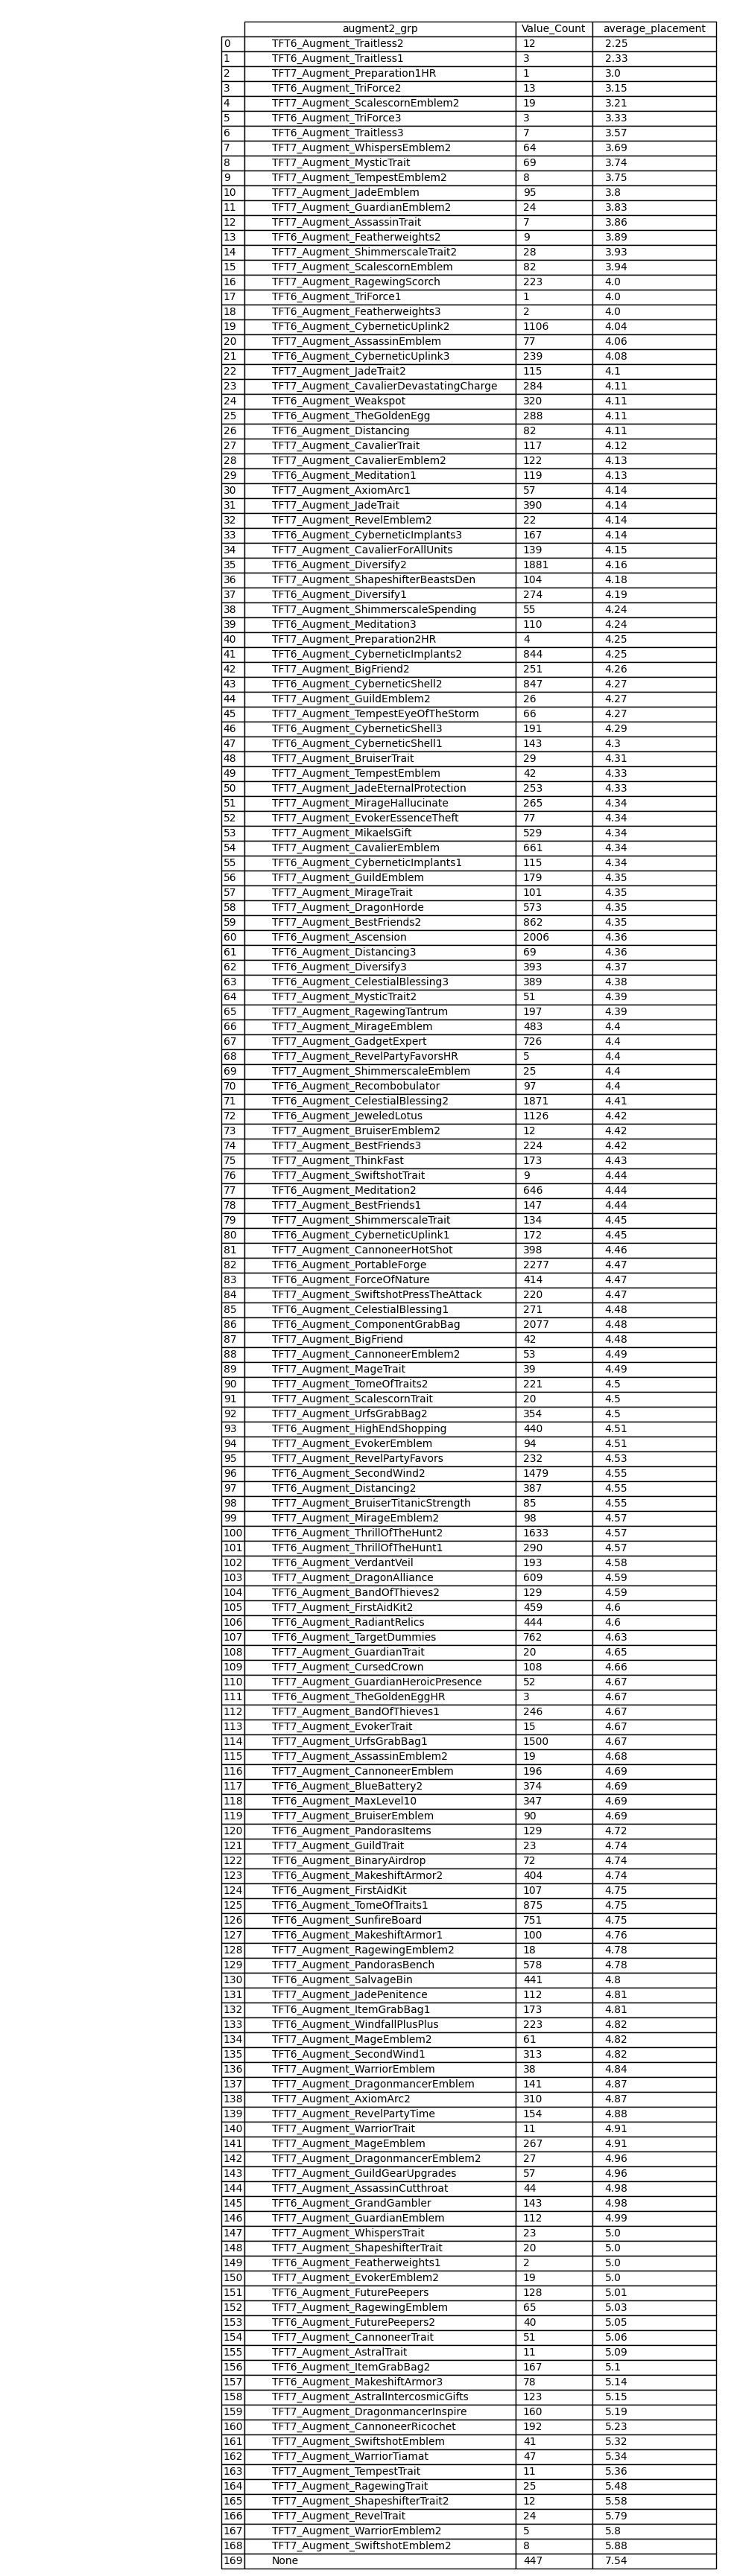 augment2_grp Value_Count average_placement
0 TFT6_Augment_Traitless2 12 2.25
1 TFT6_Augment_Traitless1 3 2.33
2 TFT7_Augment_Preparation1HR 1 3.0
3 TFT6_Augment_TriForce2 13 3.15
4 TFT7_Augment_ScalescornEmblem2 19 3.21
5 TFT6_Augment_TriForce3 3 3.33
6 TFT6_Augment_Traitless3 7 3.57
7 TFT7_Augment_WhispersEmblem2 64 3.69
8 TFT7_Augment_MysticTrait 69 3.74
9 TFT7_Augment_TempestEmblem2 8 3.75
10 TFT7_Augment_JadeEmblem 95 3.8
11 TFT7_Augment_GuardianEmblem2 24 3.83
12 TFT7_Augment_AssassinTrait 7 3.86
13 TFT6_Augment_Featherweights2 9 3.89
14 TFT7_Augment_ShimmerscaleTrait2 28 3.93
15 TFT7_Augment_ScalescornEmblem 82 3.94
16 TFT7_Augment_RagewingScorch 223 4.0
17 TFT6_Augment_TriForce1 1 4.0
18 TFT6_Augment_Featherweights3 2 4.0
19 TFT6_Augment_CyberneticUplink2 1106 4.04
20 TFT7_Augment_AssassinEmblem 77 4.06
21 TFT6_Augment_CyberneticUplink3 239 4.08
22 TFT7_Augment_JadeTrait2 115 4.1
23 TFT7_Augment_CavalierDevastatingCharge 284 4.11
24 TFT6_Augment_Weakspot 320 4.11
25 TFT6_Augment_TheGoldenEgg 288 4.11
26 TFT6_Augment_Distancing 82 4.11
27 TFT7_Augment_CavalierTrait 117 4.12
28 TFT7_Augment_CavalierEmblem2 122 4.13
29 TFT6_Augment_Meditation1 119 4.13
30 TFT7_Augment_AxiomArc1 57 4.14
31 TFT7_Augment_JadeTrait 390 4.14
32 TFT7_Augment_RevelEmblem2 22 4.14
33 TFT6_Augment_CyberneticImplants3 167 4.14
34 TFT7_Augment_CavalierForAllUnits 139 4.15
35 TFT6_Augment_Diversify2 1881 4.16
36 TFT7_Augment_ShapeshifterBeastsDen 104 4.18
37 TFT6_Augment_Diversify1 274 4.19
38 TFT7_Augment_ShimmerscaleSpending 55 4.24
39 TFT6_Augment_Meditation3 110 4.24
40 TFT7_Augment_Preparation2HR 4 4.25
41 TFT6_Augment_CyberneticImplants2 844 4.25
42 TFT7_Augment_BigFriend2 251 4.26
43 TFT6_Augment_CyberneticShell2 847 4.27
44 TFT7_Augment_GuildEmblem2 26 4.27
45 TFT7_Augment_TempestEyeOfTheStorm 66 4.27
46 TFT6_Augment_CyberneticShell3 191 4.29
47 TFT6_Augment_CyberneticShell1 143 4.3
48 TFT7_Augment_BruiserTrait 29 4.31
49 TFT7_Augment_TempestEmblem 42 4.33
50 TFT7_Augment_JadeEternalProtection 253 4.33
51 TFT7_Augment_MirageHallucinate 265 4.34
52 TFT7_Augment_EvokerEssenceTheft 77 4.34
53 TFT7_Augment_MikaelsGift 529 4.34
54 TFT7_Augment_CavalierEmblem 661 4.34
55 TFT6_Augment_CyberneticImplants1 115 4.34
56 TFT7_Augment_GuildEmblem 179 4.35
57 TFT7_Augment_MirageTrait 101 4.35
58 TFT7_Augment_DragonHorde 573 4.35
59 TFT7_Augment_BestFriends2 862 4.35
60 TFT6_Augment_Ascension 2006 4.36
61 TFT6_Augment_Distancing3 69 4.36
62 TFT6_Augment_Diversify3 393 4.37
63 TFT6_Augment_CelestialBlessing3 389 4.38
64 TFT7_Augment_MysticTrait2 51 4.39
65 TFT7_Augment_RagewingTantrum 197 4.39
66 TFT7_Augment_MirageEmblem 483 4.4
67 TFT7_Augment_GadgetExpert 726 4.4
68 TFT7_Augment_RevelPartyFavorsHR 5 4.4
69 TFT7_Augment_ShimmerscaleEmblem 25 4.4
70 TFT6_Augment_Recombobulator 97 4.4
71 TFT6_Augment_CelestialBlessing2 1871 4.41
72 TFT6_Augment_JeweledLotus 1126 4.42
73 TFT7_Augment_BruiserEmblem2 12 4.42
74 TFT7_Augment_BestFriends3 224 4.42
75 TFT7_Augment_ThinkFast 173 4.43
76 TFT7_Augment_SwiftshotTrait 9 4.44
77 TFT6_Augment_Meditation2 646 4.44
78 TFT7_Augment_BestFriends1 147 4.44
79 TFT7_Augment_ShimmerscaleTrait 134 4.45
80 TFT6_Augment_CyberneticUplink1 172 4.45
81 TFT7_Augment_CannoneerHotShot 398 4.46
82 TFT6_Augment_PortableForge 2277 4.47
83 TFT6_Augment_ForceOfNature 414 4.47
84 TFT7_Augment_SwiftshotPressTheAttack 220 4.47
85 TFT6_Augment_CelestialBlessing1 271 4.48
86 TFT6_Augment_ComponentGrabBag 2077 4.48
87 TFT7_Augment_BigFriend 42 4.48
88 TFT7_Augment_CannoneerEmblem2 53 4.49
89 TFT7_Augment_MageTrait 39 4.49
90 TFT7_Augment_TomeOfTraits2 221 4.5
91 TFT7_Augment_ScalescornTrait 20 4.5
92 TFT7_Augment_UrfsGrabBag2 354 4.5
93 TFT6_Augment_HighEndShopping 440 4.51
94 TFT7_Augment_EvokerEmblem 94 4.51
95 TFT7_Augment_RevelPartyFavors 232 4.53
96 TFT6_Augment_SecondWind2 1479 4.55
97 TFT6_Augment_Distancing2 387 4.55
98 TFT7_Augment_BruiserTitanicStrength 85 4.55
99 TFT7_Augment_MirageEmblem2 98 4.57
100 TFT6_Augment_ThrillOfTheHunt2 1633 4.57
101 TFT6_Augment_ThrillOfTheHunt1 290 4.57
102 TFT6_Augment_VerdantVeil 193 4.58
103 TFT7_Augment_DragonAlliance 609 4.59
104 TFT6_Augment_BandOfThieves2 129 4.59
105 TFT7_Augment_FirstAidKit2 459 4.6
106 TFT6_Augment_RadiantRelics 444 4.6
107 TFT6_Augment_TargetDummies 762 4.63
108 TFT7_Augment_GuardianTrait 20 4.65
109 TFT7_Augment_CursedCrown 108 4.66
110 TFT7_Augment_GuardianHeroicPresence 52 4.67
111 TFT6_Augment_TheGoldenEggHR 3 4.67
112 TFT7_Augment_BandOfThieves1 246 4.67
113 TFT7_Augment_EvokerTrait 15 4.67
114 TFT7_Augment_UrfsGrabBag1 1500 4.67
115 TFT7_Augment_AssassinEmblem2 19 4.68
116 TFT7_Augment_CannoneerEmblem 196 4.69
117 TFT6_Augment_BlueBattery2 374 4.69
118 TFT6_Augment_MaxLevel10 347 4.69
119 TFT7_Augment_BruiserEmblem 90 4.69
120 TFT6_Augment_PandorasItems 129 4.72
121 TFT7_Augment_GuildTrait 23 4.74
122 TFT6_Augment_BinaryAirdrop 72 4.74
123 TFT6_Augment_MakeshiftArmor2 404 4.74
124 TFT6_Augment_FirstAidKit 107 4.75
125 TFT6_Augment_TomeOfTraits1 875 4.75
126 TFT6_Augment_SunfireBoard 751 4.75
127 TFT6_Augment_MakeshiftArmor1 100 4.76
128 TFT7_Augment_RagewingEmblem2 18 4.78
129 TFT7_Augment_PandorasBench 578 4.78
130 TFT6_Augment_SalvageBin 441 4.8
131 TFT7_Augment_JadePenitence 112 4.81
132 TFT6_Augment_ItemGrabBag1 173 4.81
133 TFT6_Augment_WindfallPlusPlus 223 4.82
134 TFT7_Augment_MageEmblem2 61 4.82
135 TFT6_Augment_SecondWind1 313 4.82
136 TFT7_Augment_WarriorEmblem 38 4.84
137 TFT7_Augment_DragonmancerEmblem 141 4.87
138 TFT7_Augment_AxiomArc2 310 4.87
139 TFT7_Augment_RevelPartyTime 154 4.88
140 TFT7_Augment_WarriorTrait 11 4.91
141 TFT7_Augment_MageEmblem 267 4.91
142 TFT7_Augment_DragonmancerEmblem2 27 4.96
143 TFT7_Augment_GuildGearUpgrades 57 4.96
144 TFT7_Augment_AssassinCutthroat 44 4.98
145 TFT6_Augment_GrandGambler 143 4.98
146 TFT7_Augment_GuardianEmblem 112 4.99
147 TFT7_Augment_WhispersTrait 23 5.0
148 TFT7_Augment_ShapeshifterTrait 20 5.0
149 TFT6_Augment_Featherweights1 2 5.0
150 TFT7_Augment_EvokerEmblem2 19 5.0
151 TFT6_Augment_FuturePeepers 128 5.01
152 TFT7_Augment_RagewingEmblem 65 5.03
153 TFT6_Augment_FuturePeepers2 40 5.05
154 TFT7_Augment_CannoneerTrait 51 5.06
155 TFT7_Augment_AstralTrait 11 5.09
156 TFT6_Augment_ItemGrabBag2 167 5.1
157 TFT6_Augment_MakeshiftArmor3 78 5.14
158 TFT7_Augment_AstralIntercosmicGifts 123 5.15
159 TFT7_Augment_DragonmancerInspire 160 5.19
160 TFT7_Augment_CannoneerRicochet 192 5.23
161 TFT7_Augment_SwiftshotEmblem 41 5.32
162 TFT7_Augment_WarriorTiamat 47 5.34
163 TFT7_Augment_TempestTrait 11 5.36
164 TFT7_Augment_RagewingTrait 25 5.48
165 TFT7_Augment_ShapeshifterTrait2 12 5.58
166 TFT7_Augment_RevelTrait 24 5.79
167 TFT7_Augment_WarriorEmblem2 5 5.8
168 TFT7_Augment_SwiftshotEmblem2 8 5.88
169 None 447 7.54